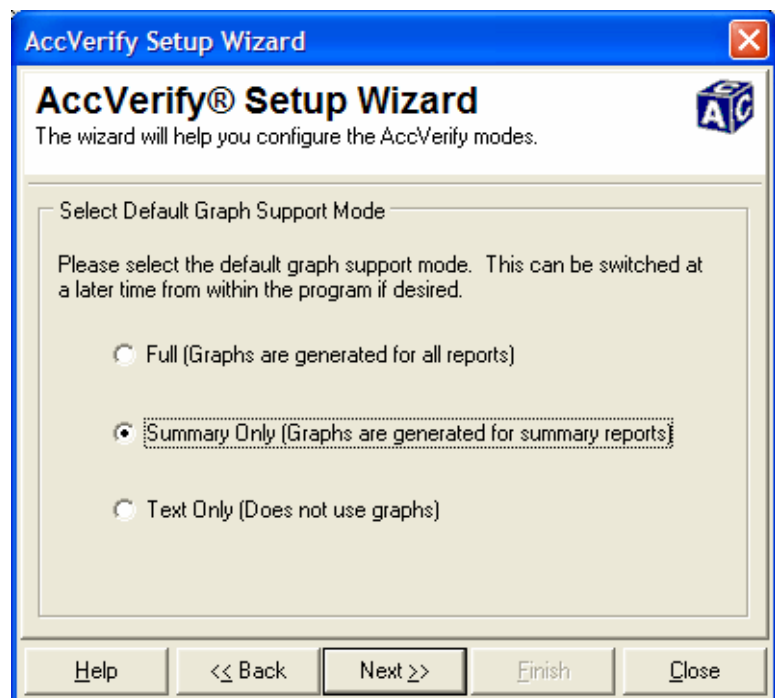 AccVerify Setup Wizard
AccVerify® Setup Wizard
The wizard will help you configure the AccVerify modes.
Select Default Graph Support Mode
Please select the default graph support mode.  This can be switched at
a later time from within the program if desired.
Full (Graphs are generated for all reports)
Summary Only (Graphs are generated for summary reports)
Text Only (Does not use graphs)
Help << Back Next >> Finish Close